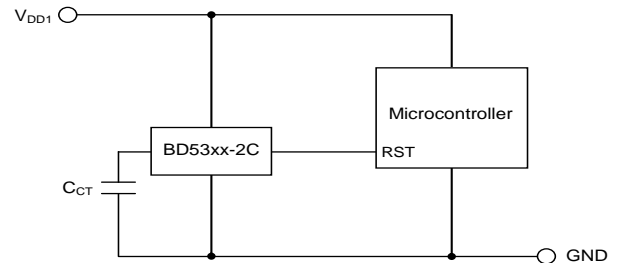 VDD1
Microcontroller
BD53xx-2C
RST
CCT
GND